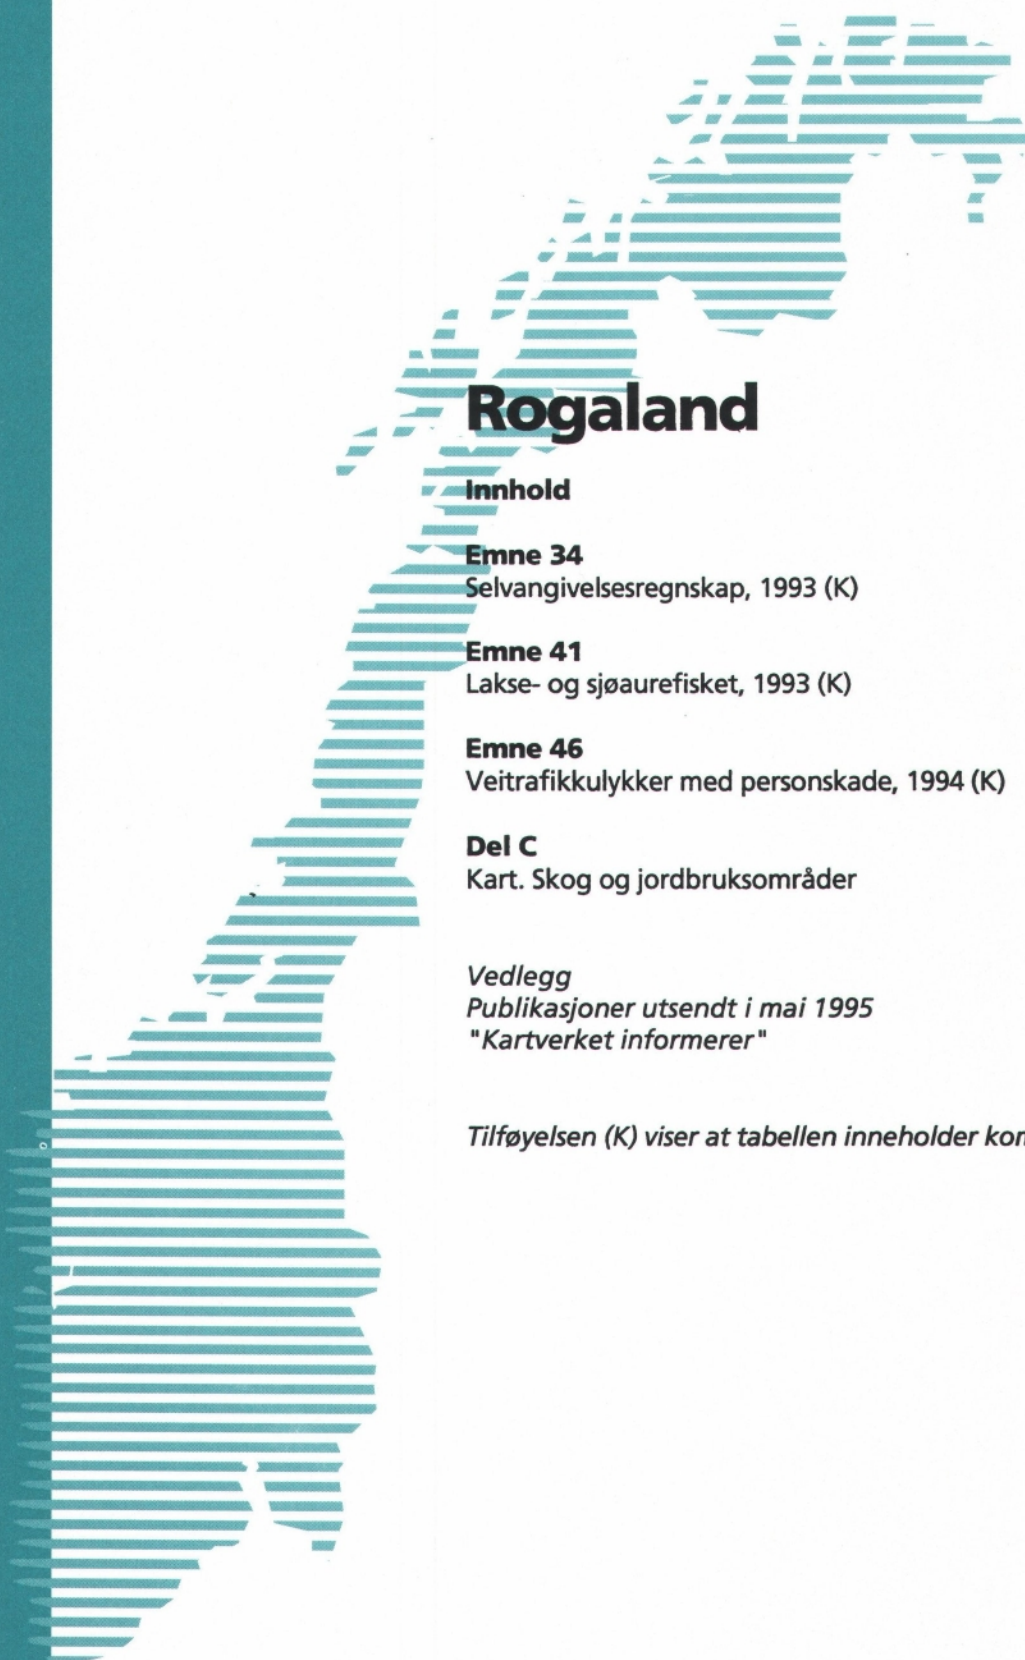 Rogaland
Innhold
Emne 34
Selvangivelsesregnskap, 1993 (K)
Emne 41
Lakse- og sjøaurefisket, 1993 (K)
Emne 46
Veitrafikkulykker med personskade, 1994 (K)
Del C
Kart. Skog og jordbruksområder
Vedlegg
Publikasjoner utsendt i mai 1995
"Kartverket informerer"
Tilføyelsen (K) viser at tabellen inneholder